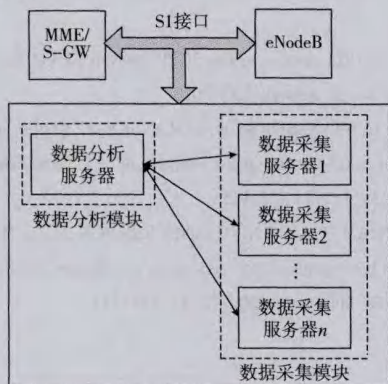 S1接口
MME/
S-GW
eNodeB
数据分析
服务器
数据分析模块
数据采集
服务器1
数据采集
服务器2
⋮
数据采集
服务器n
数据采集模块